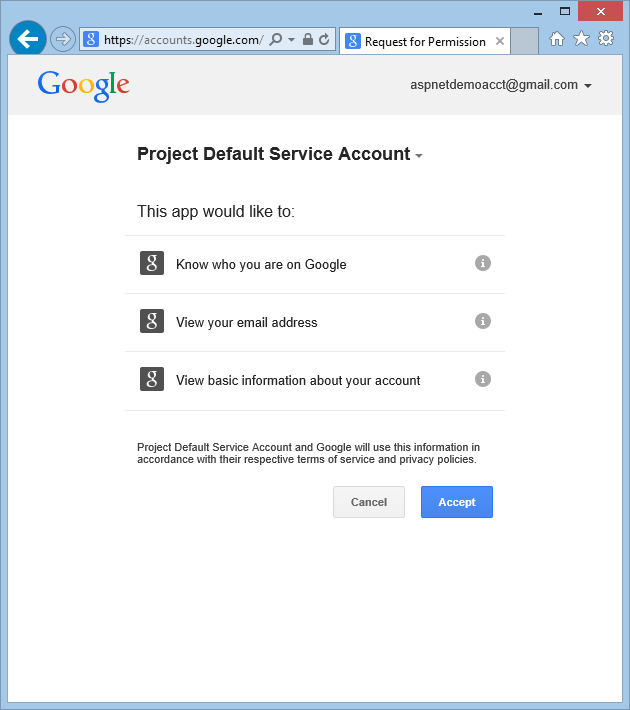 https://accounts.google.com/
Request for Permission
Google
aspnetdemoacct@gmail.com
Project Default Service Account
This app would like to:
g Know who you are on Google
g View your email address
g View basic information about your account
Project Default Service Account and Google will use this information in
accordance with their respective terms of service and privacy policies.
Cancel
Accept